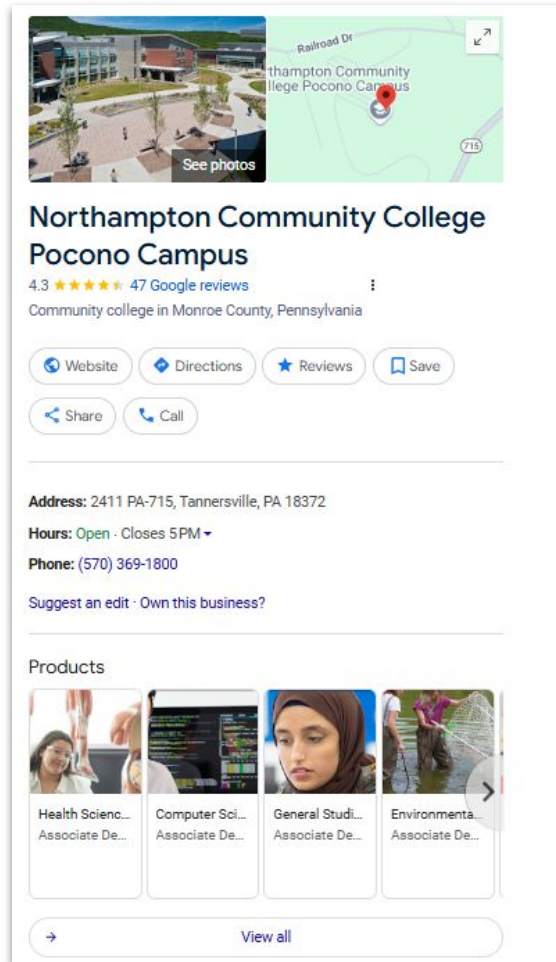 Railroad Dr
thampton Community
llege Pocono Campus
715
See photos
Northampton Community College
Pocono Campus
4.3 47 Google reviews
Community college in Monroe County, Pennsylvania
Website Directions Reviews Save
Share Call
Address: 2411 PA-715, Tannersville, PA 18372
Hours: Open · Closes 5 PM
Phone: (570) 369-1800
Suggest an edit · Own this business?
Products
Health Scienc... Computer Sci... General Studi... Environmenta...
Associate De... Associate De... Associate De... Associate De...
View all